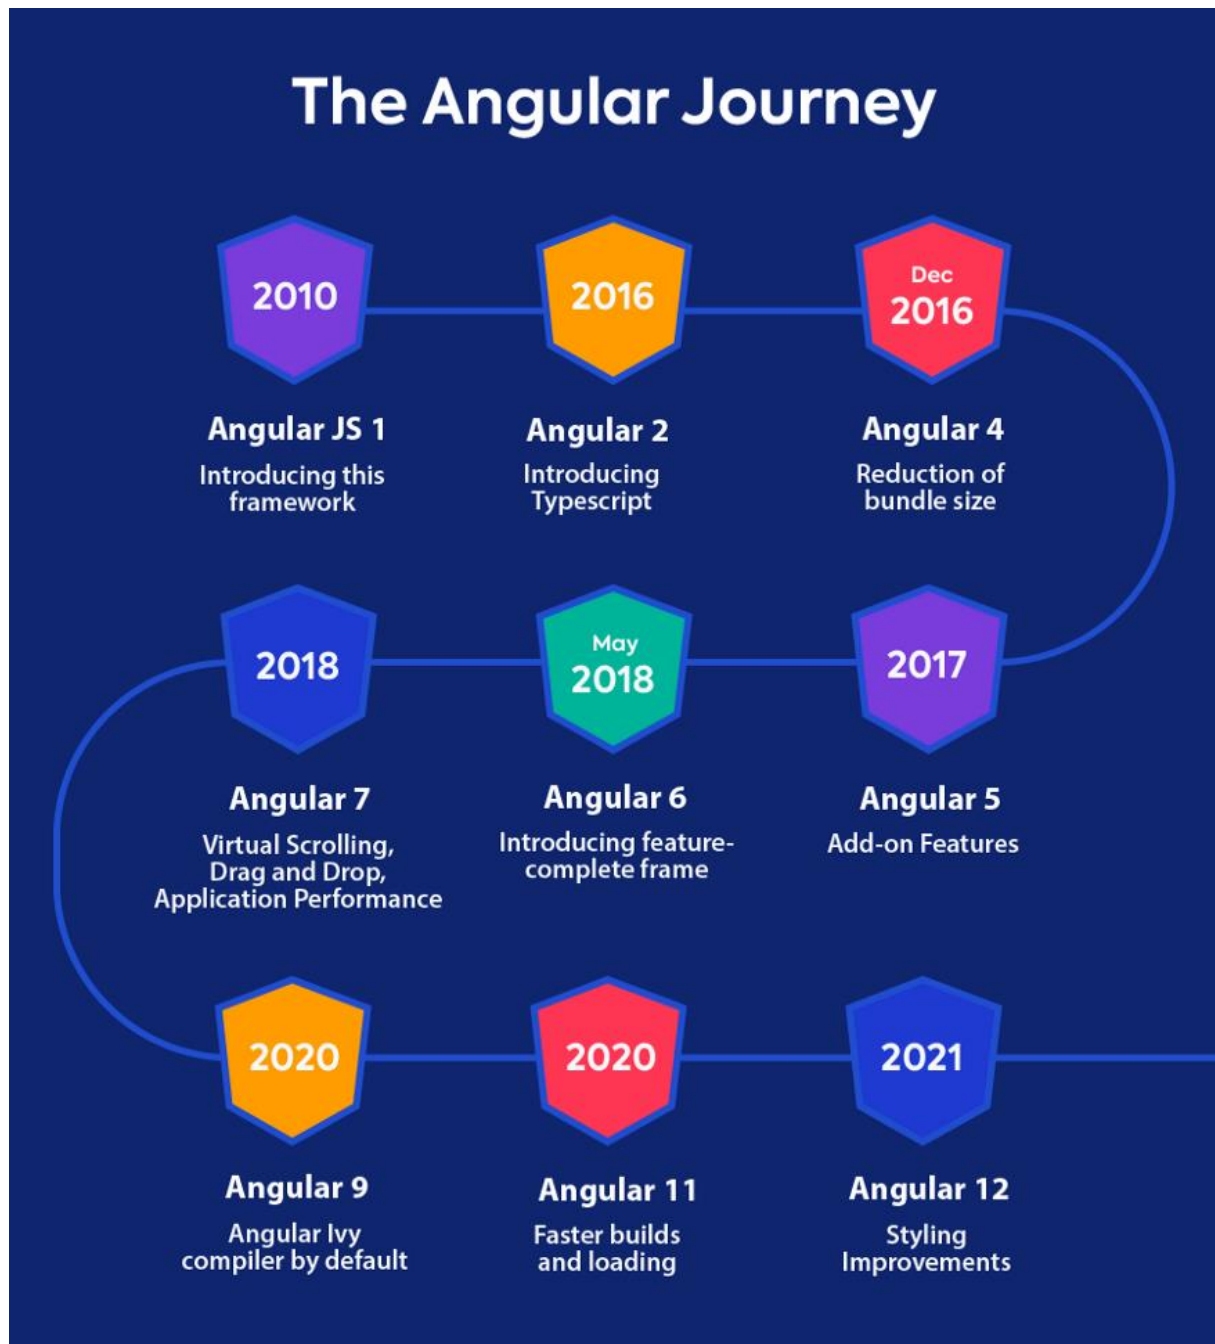 The Angular Journey
2010
Angular JS 1
Introducing this
framework
2016
Angular 2
Introducing
Typescript
Dec
2016
Angular 4
Reduction of
bundle size
2017
Angular 5
Add-on Features
May
2018
Angular 6
Introducing feature-
complete frame
2018
Angular 7
Virtual Scrolling,
Drag and Drop,
Application Performance
2020
Angular 9
Angular Ivy
compiler by default
2020
Angular 11
Faster builds
and loading
2021
Angular 12
Styling
Improvements